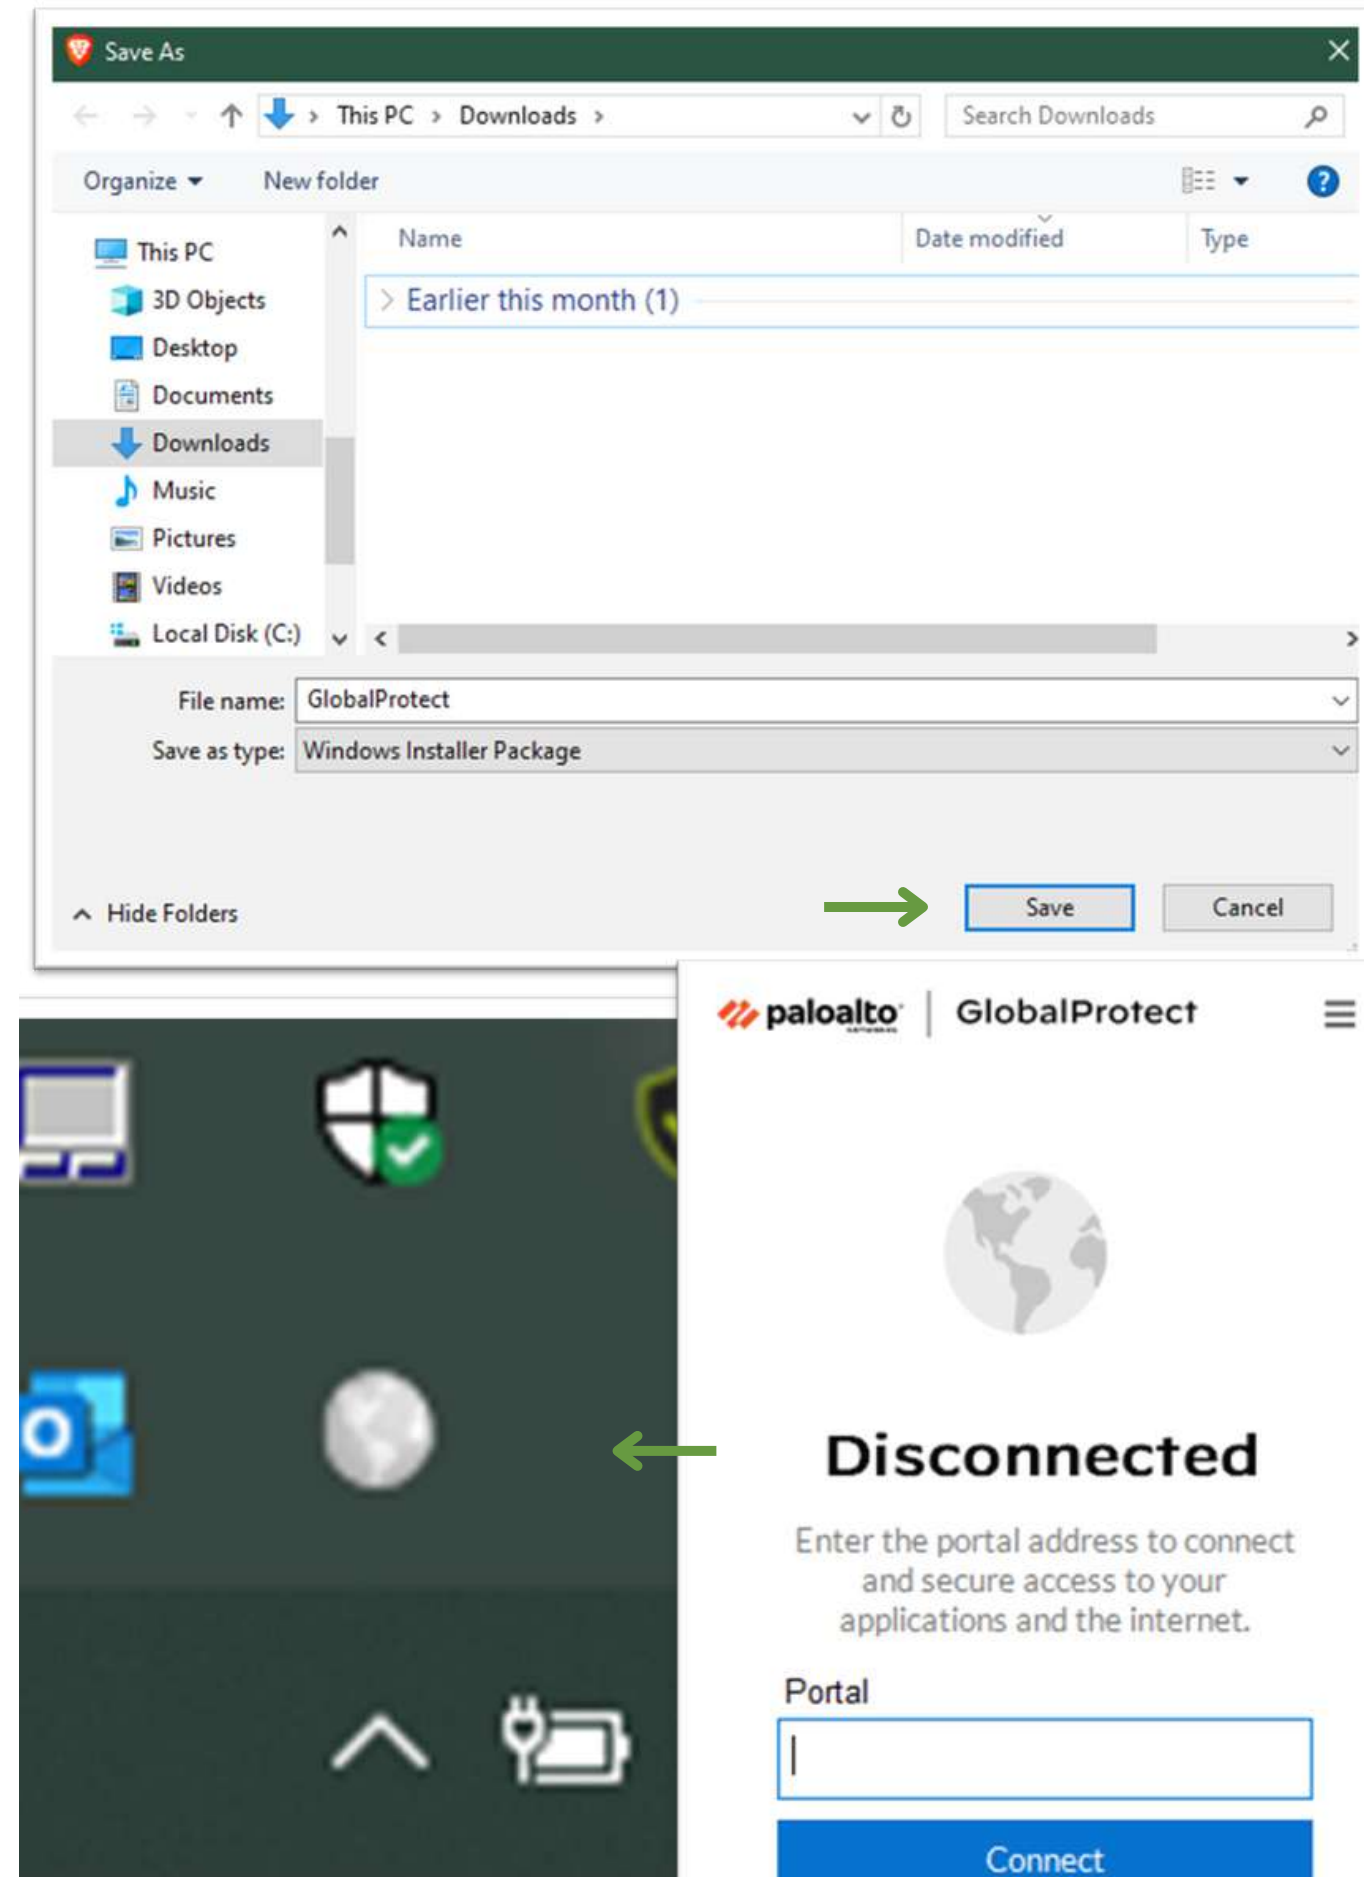 Save As
This PC > Downloads >
Search Downloads
Organize
New folder
Name
Date modified
Type
This PC
3D Objects
Desktop
Documents
Downloads
Music
Pictures
Videos
Local Disk (C:)
Earlier this month (1)
File name: GlobalProtect
Save as type: Windows Installer Package
Hide Folders
Save
Cancel
paloalto NETWORKS | GlobalProtect
Disconnected
Enter the portal address to connect
and secure access to your
applications and the internet.
Portal
Connect